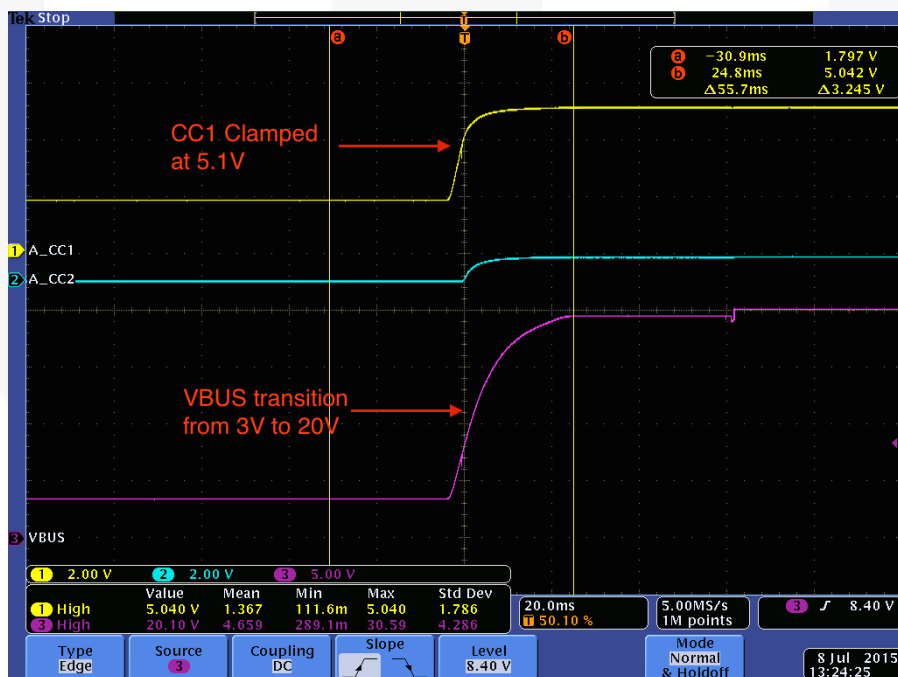 Tek Stop
T
a
T
b
a -30.9ms 1.797 V
b 24.8ms 5.042 V
Δ55.7ms Δ3.245 V
CC1 Clamped
at 5.1V
1 A_CC1
2 A_CC2
VBUS transition
from 3V to 20V
3 VBUS
1 2.00 V 2 2.00 V 3 5.00 V
Value Mean Min Max Std Dev
1 High 5.040 V 1.367 111.6m 5.040 1.786
3 High 20.10 V 4.659 289.1m 30.59 4.286
20.0ms
T 50.10 %
5.00MS/s
1M points
3 8.40 V
Type
Edge
Source
3
Coupling
DC
Slope
Level
8.40 V
Mode
Normal
& Holdoff
8 Jul 2015
13:24:25